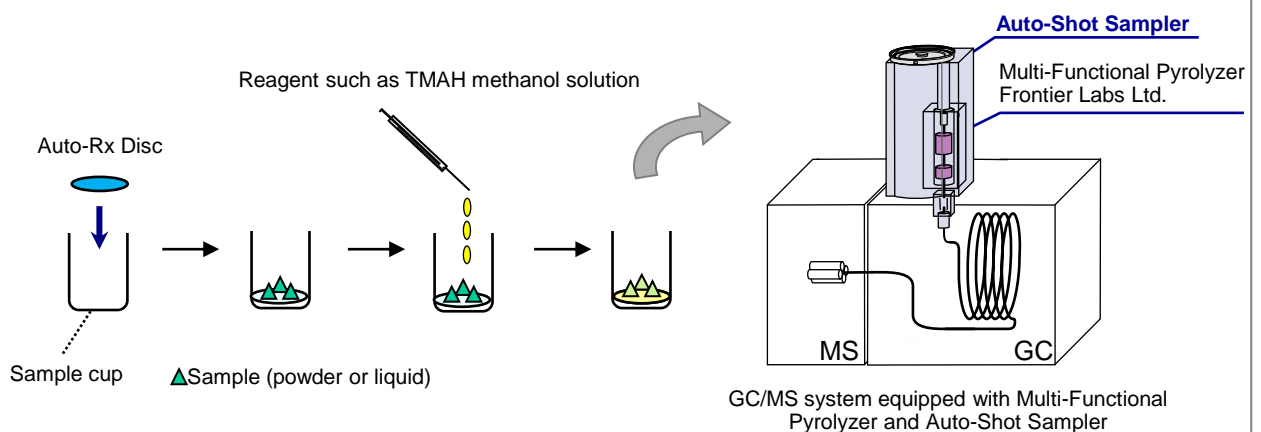 Auto-Shot Sampler
Multi-Functional Pyrolyzer
Frontier Labs Ltd.
Reagent such as TMAH methanol solution
Auto-Rx Disc
Sample cup
Sample (powder or liquid)
MS
GC
GC/MS system equipped with Multi-Functional
Pyrolyzer and Auto-Shot Sampler